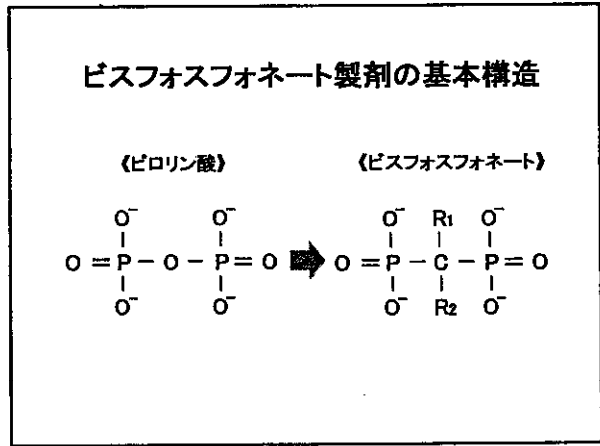 ビスフォスフォネート製剤の基本構造
《ピロリン酸》 《ビスフォスフォネート》
O⁻ O⁻ O⁻ R₁ O⁻
O = P − O − P = O O = P − C − P = O
O⁻ O⁻ O⁻ R₂ O⁻